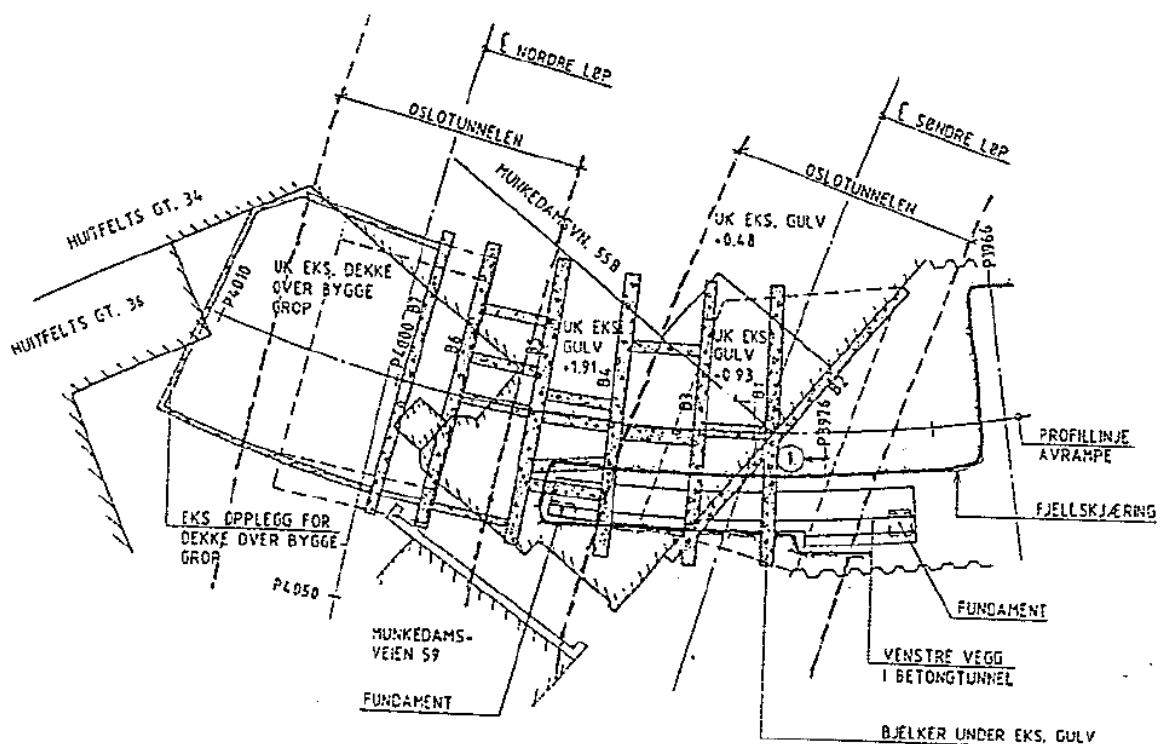 ℄ NORDRE LØP
OSLOTUNNELEN
℄ SØNDRE LØP
OSLOTUNNELEN
MUNKEDAMSVN. 55B
HUITFELTS GT. 34
HUITFELTS GT. 36
UK EKS. GULV
+0.48
P3966
P4010
UK EKS. DEKKE
OVER BYGGE
GROP
P4000
B7
B6
B5
UK EKS.
GULV
+1.91
B4
UK EKS.
GULV
-0.93
B3
B1
B2
P3976
1
PROFILLINJE
AVRAMPE
FJELLSKJÆRING
EKS OPPLEGG FOR
DEKKE OVER BYGGE-
GROP
P4050
MUNKEDAMS-
VEIEN 59
FUNDAMENT
FUNDAMENT
VENSTRE VEGG
I BETONGTUNNEL
BJELKER UNDER EKS. GULV